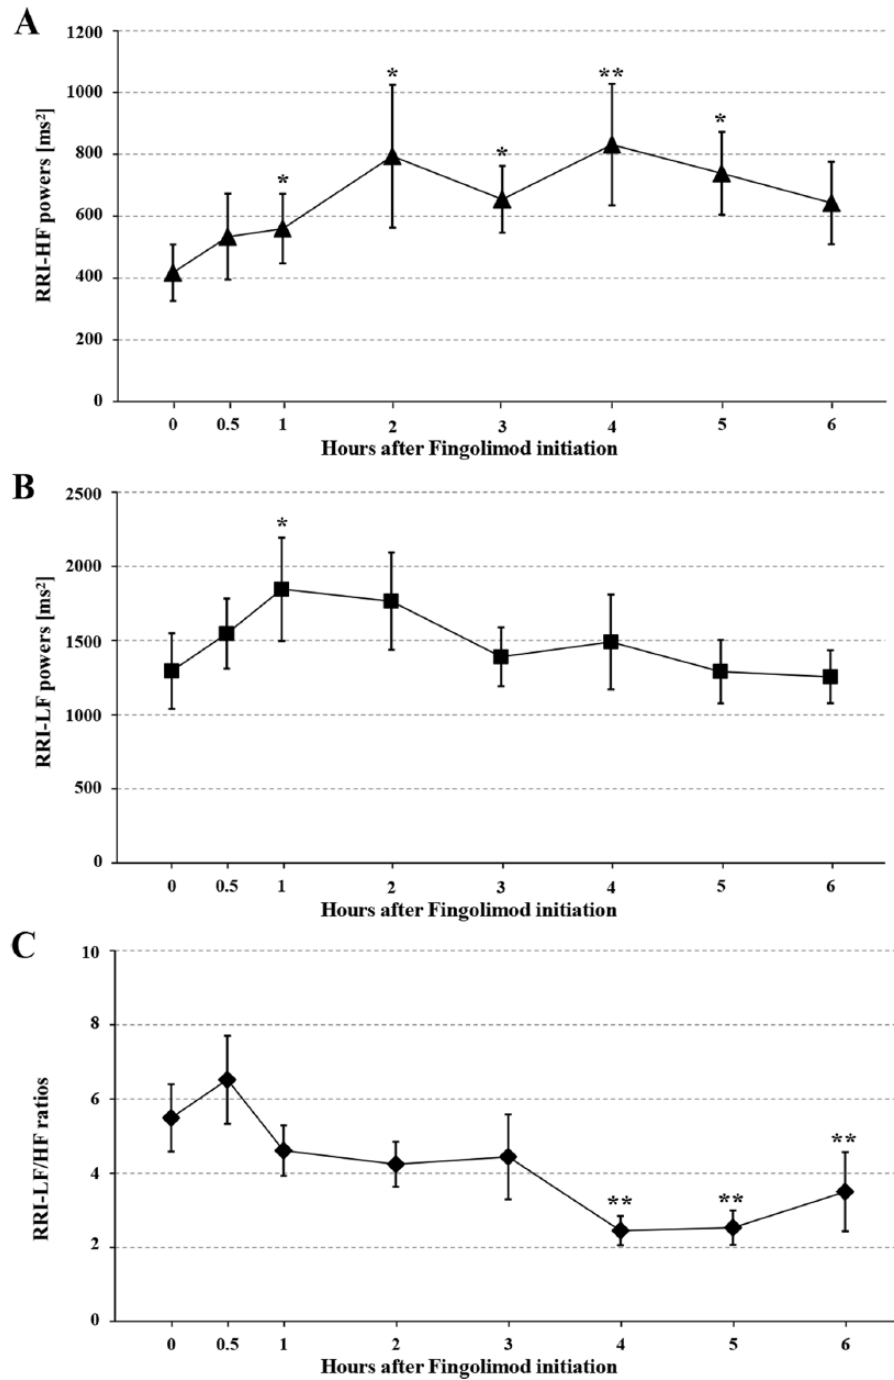 A
1200
1000
800
600
400
200
0
RRI-HF powers [ms²]
* * * ** *
0 0.5 1 2 3 4 5 6
Hours after Fingolimod initiation
B
2500
2000
1500
1000
500
0
RRI-LF powers [ms²]
*
0 0.5 1 2 3 4 5 6
Hours after Fingolimod initiation
C
10
8
6
4
2
0
RRI-LF/HF ratios
** ** **
0 0.5 1 2 3 4 5 6
Hours after Fingolimod initiation